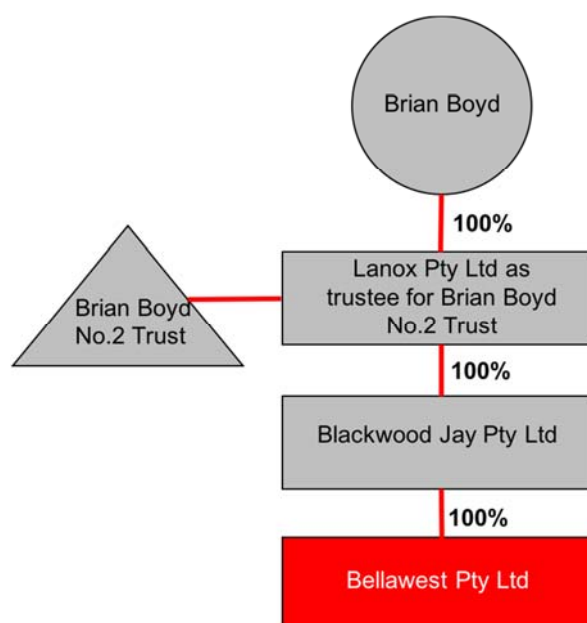 Brian Boyd
100%
Lanox Pty Ltd as
trustee for Brian Boyd
No.2 Trust
Brian Boyd
No.2 Trust
100%
Blackwood Jay Pty Ltd
100%
Bellawest Pty Ltd